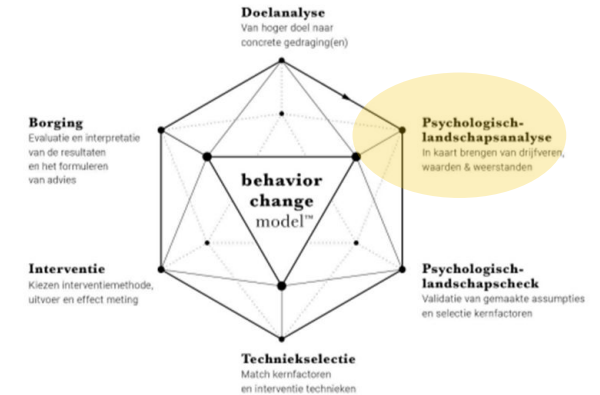 Doelanalyse
Van hoger doel naar
concrete gedraging(en)
Psychologisch-
landschapsanalyse
In kaart brengen van drijfveren,
waarden & weerstanden
Borging
Evaluatie en interpretatie
van de resultaten
en het formuleren
van advies
behavior
change
model™
Interventie
Kiezen interventiemethode,
uitvoer en effect meting
Psychologisch-
landschapscheck
Validatie van gemaakte assumpties
en selectie kernfactoren
Techniekselectie
Match kernfactoren
en interventie technieken